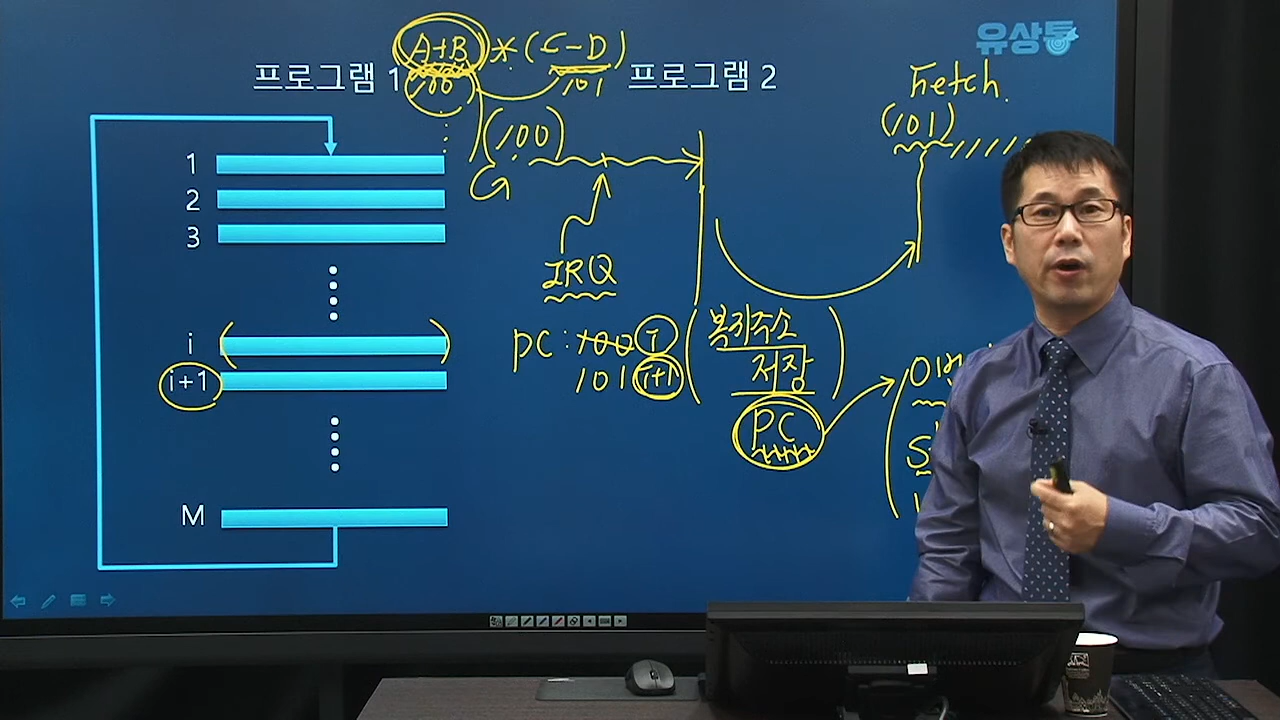 유상통
A+B * (C-D)
프로그램 1
100
101
프로그램 2
Fetch.
(100)
(101)
1
2
3
IRQ
i
i+1
M
PC : 100 i
101 i+1
복귀주소
저장
PC